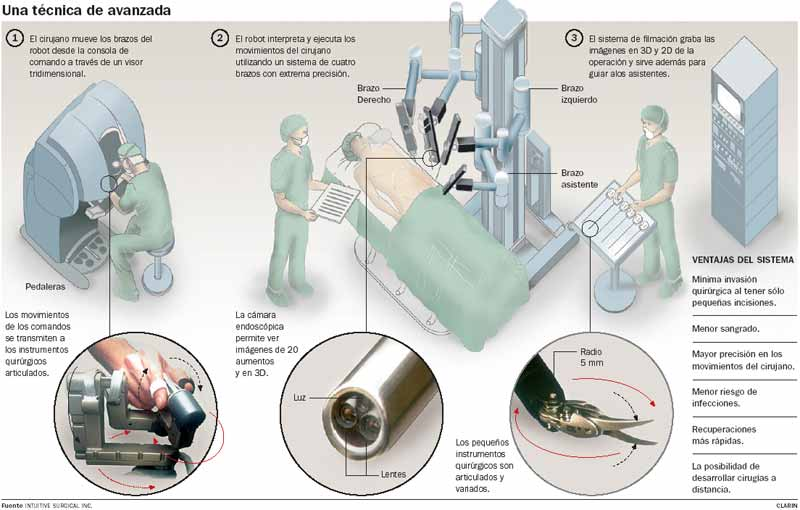 Una técnica de avanzada
1
El cirujano mueve los brazos del
robot desde la consola de
comando a través de un visor
tridimensional.
2
El robot interpreta y ejecuta los
movimientos del cirujano
utilizando un sistema de cuatro
brazos con extrema precisión.
3
El sistema de filmación graba las
imágenes en 3D y 2D de la
operación y sirve además para
guiar alos asistentes.
Brazo
Derecho
Brazo
izquierdo
Brazo
asistente
Pedaleras
Los movimientos
de los comandos
se transmiten a
los instrumentos
quirúrgicos
articulados.
La cámara
endoscópica
permite ver
imágenes de 20
aumentos
y en 3D.
Luz
Lentes
Radio
5 mm
Los pequeños
instrumentos
quirúrgicos son
articulados y
variados.
VENTAJAS DEL SISTEMA
Mínima invasión
quirúrgica al tener sólo
pequeñas incisiones.
Menor sangrado.
Mayor precisión en los
movimientos del cirujano.
Menor riesgo de
infecciones.
Recuperaciones
más rápidas.
La posibilidad de
desarrollar cirugías a
distancia.
Fuente INTUITIVE SURGICAL INC.
CLARIN